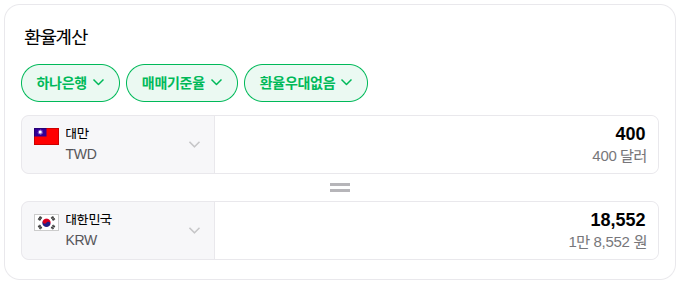 환율계산
하나은행 매매기준율 환율우대없음
대만
TWD
400
400 달러
대한민국
KRW
18,552
1만 8,552 원